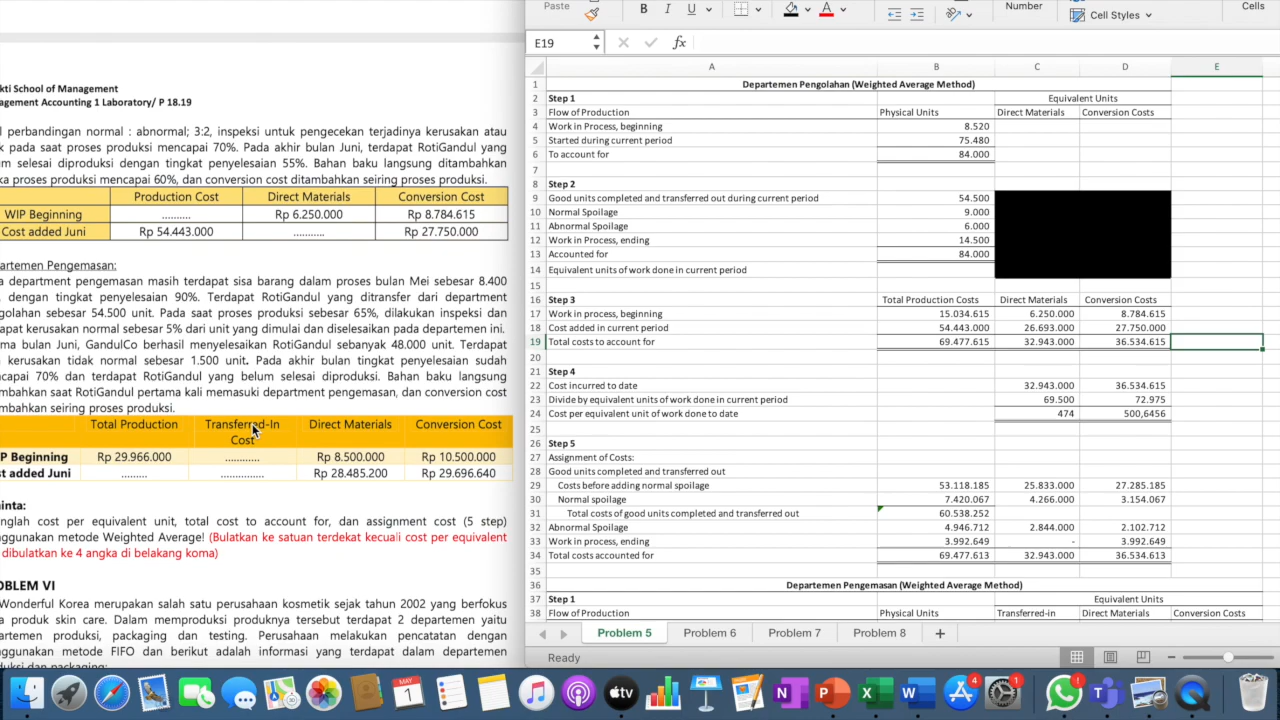 kti School of Management
agement Accounting 1 Laboratory/ P 18.19
perbandingan normal : abnormal; 3:2, inspeksi untuk pengecekan terjadinya kerusakan atau
pada saat proses produksi mencapai 70%. Pada akhir bulan Juni, terdapat RotiGandul yang
m selesai diproduksi dengan tingkat penyelesaian 55%. Bahan baku langsung ditambahkan
ka proses produksi mencapai 60%, dan conversion cost ditambahkan seiring proses produksi.
Production Cost Direct Materials Conversion Cost
WIP Beginning ......... Rp 6.250.000 Rp 8.784.615
Cost added Juni Rp 54.443.000 ........... Rp 27.750.000
artemen Pengemasan:
a department pengemasan masih terdapat sisa barang dalam proses bulan Mei sebesar 8.400
dengan tingkat penyelesaian 90%. Terdapat RotiGandul yang ditransfer dari department
golahan sebesar 54.500 unit. Pada saat proses produksi sebesar 65%, dilakukan inspeksi dan
apat kerusakan normal sebesar 5% dari unit yang dimulai dan diselesaikan pada departemen ini.
ma bulan Juni, GandulCo berhasil menyelesaikan RotiGandul sebanyak 48.000 unit. Terdapat
kerusakan tidak normal sebesar 1.500 unit. Pada akhir bulan tingkat penyelesaian sudah
capai 70% dan terdapat RotiGandul yang belum selesai diproduksi. Bahan baku langsung
mbahkan saat RotiGandul pertama kali memasuki department pengemasan, dan conversion cost
mbahkan seiring proses produksi.
Total Production Transferred-In Cost Direct Materials Conversion Cost
P Beginning Rp 29.966.000 ............ Rp 8.500.000 Rp 10.500.000
t added Juni ......... ............... Rp 28.485.200 Rp 29.696.640
inta:
nglah cost per equivalent unit, total cost to account for, dan assignment cost (5 step)
ggunakan metode Weighted Average! (Bulatkan ke satuan terdekat kecuali cost per equivalent
dibulatkan ke 4 angka di belakang koma)
OBLEM VI
Wonderful Korea merupakan salah satu perusahaan kosmetik sejak tahun 2002 yang berfokus
a produk skin care. Dalam memproduksi produknya tersebut terdapat 2 departemen yaitu
artemen produksi, packaging dan testing. Perusahaan melakukan pencatatan dengan
ggunakan metode FIFO dan berikut adalah informasi yang terdapat dalam departemen
duksi dan packaging:
Paste B I U A Number Cell Styles Cells
E19 fx
A B C D E
1 Departemen Pengolahan (Weighted Average Method)
2 Step 1 Equivalent Units
3 Flow of Production Physical Units Direct Materials Conversion Costs
4 Work in Process, beginning 8.520
5 Started during current period 75.480
6 To account for 84.000
7
8 Step 2
9 Good units completed and transferred out during current period 54.500
10 Normal Spoilage 9.000
11 Abnormal Spoilage 6.000
12 Work in Process, ending 14.500
13 Accounted for 84.000
14 Equivalent units of work done in current period
15
16 Step 3 Total Production Costs Direct Materials Conversion Costs
17 Work in process, beginning 15.034.615 6.250.000 8.784.615
18 Cost added in current period 54.443.000 26.693.000 27.750.000
19 Total costs to account for 69.477.615 32.943.000 36.534.615
20
21 Step 4
22 Cost incurred to date 32.943.000 36.534.615
23 Divide by equivalent units of work done in current period 69.500 72.975
24 Cost per equivalent unit of work done to date 474 500,6456
25
26 Step 5
27 Assignment of Costs:
28 Good units completed and transferred out
29 Costs before adding normal spoilage 53.118.185 25.833.000 27.285.185
30 Normal spoilage 7.420.067 4.266.000 3.154.067
31 Total costs of good units completed and transferred out 60.538.252
32 Abnormal Spoilage 4.946.712 2.844.000 2.102.712
33 Work in process, ending 3.992.649 - 3.992.649
34 Total costs accounted for 69.477.613 32.943.000 36.534.613
35
36 Departemen Pengemasan (Weighted Average Method)
37 Step 1 Equivalent Units
38 Flow of Production Physical Units Transferred-in Direct Materials Conversion Costs
Problem 5 Problem 6 Problem 7 Problem 8 +
Ready
MAY 1 tv N P X W 4 1 1 T